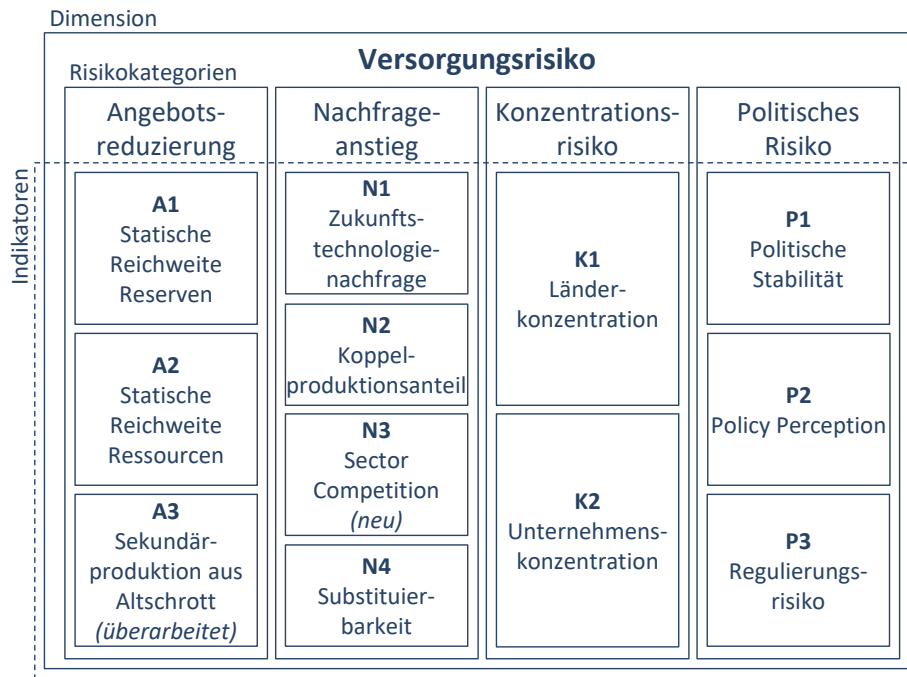 Dimension
Versorgungsrisiko
Risikokategorien
Angebots-
reduzierung
Nachfrage-
anstieg
Konzentrations-
risiko
Politisches
Risiko
Indikatoren
A1
Statische
Reichweite
Reserven
A2
Statische
Reichweite
Ressourcen
A3
Sekundär-
produktion aus
Altschrott
(überarbeitet)
N1
Zukunfts-
technologie-
nachfrage
N2
Koppel-
produktionsanteil
N3
Sector
Competition
(neu)
N4
Substituier-
barkeit
K1
Länder-
konzentration
K2
Unternehmens-
konzentration
P1
Politische
Stabilität
P2
Policy Perception
P3
Regulierungs-
risiko